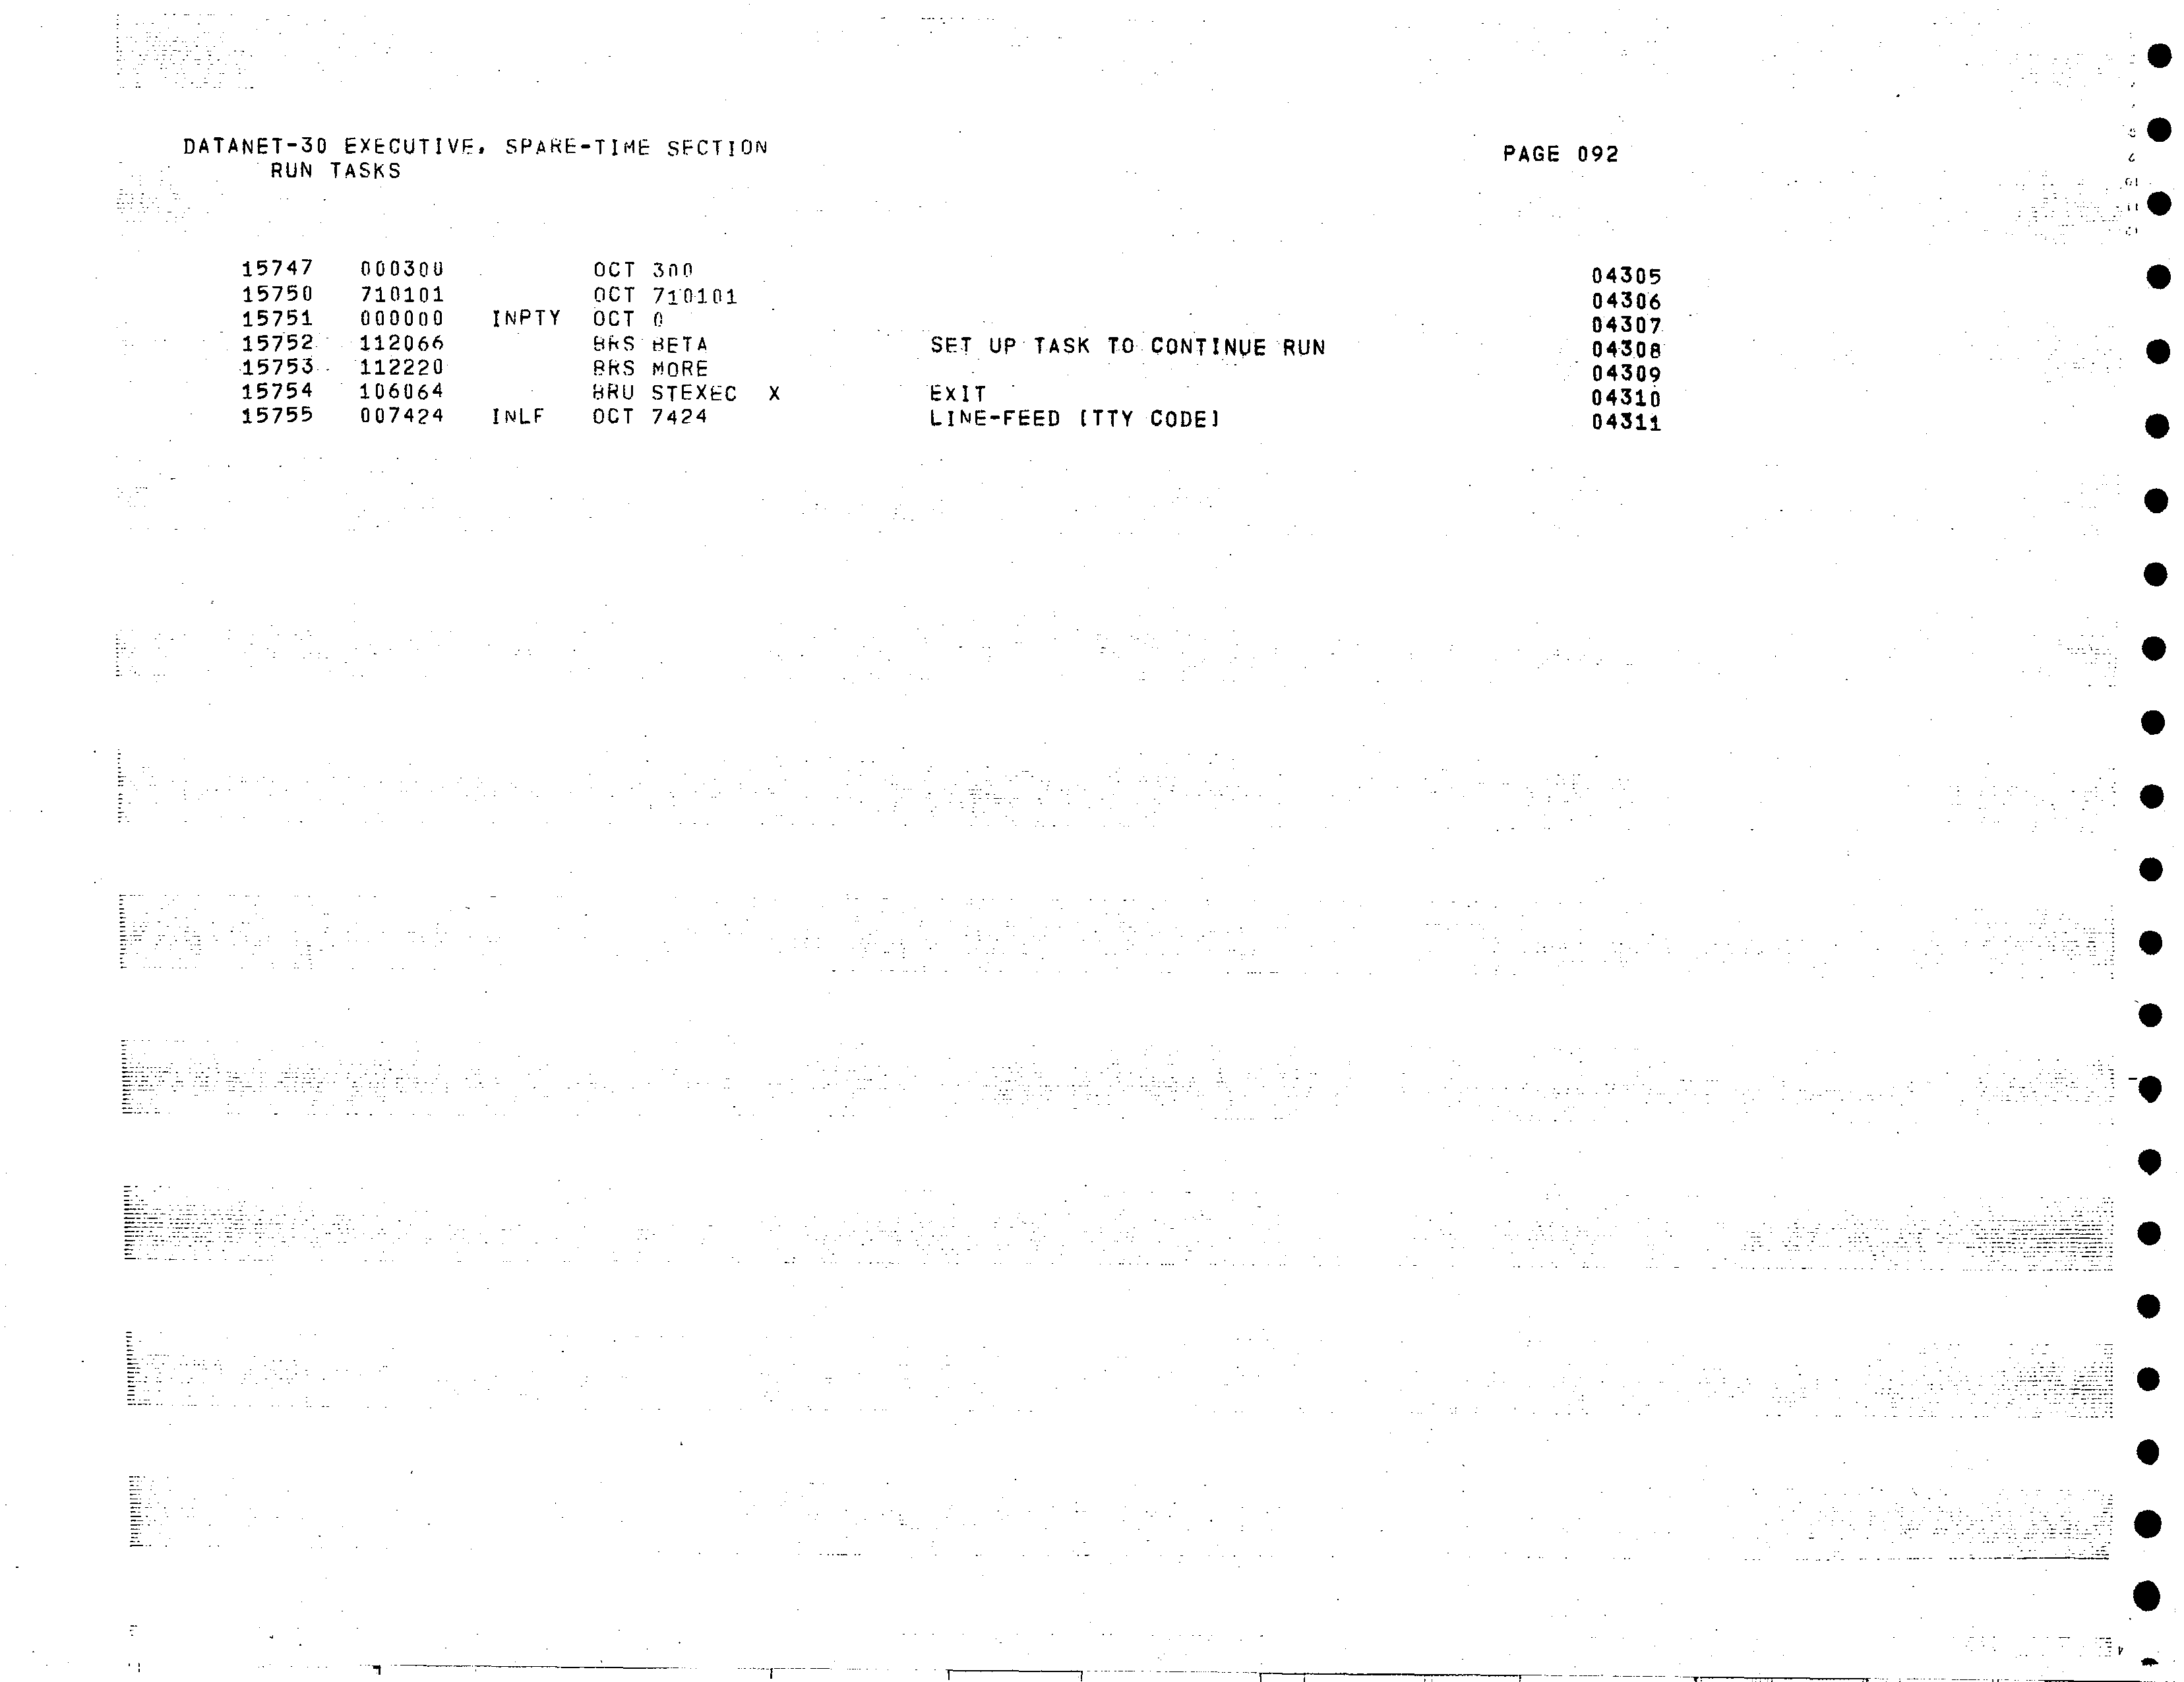 DATANET-30 EXECUTIVE, SPARE-TIME SECTION PAGE 092
RUN TASKS
15747 000300 OCT 300 04305
15750 710101 OCT 710101 04306
15751 000000 INPTY OCT 0 04307
15752 112066 BRS BETA SET UP TASK TO CONTINUE RUN 04308
15753 112220 BRS MORE 04309
15754 106064 BRU STEXEC X EXIT 04310
15755 007424 INLF OCT 7424 LINE-FEED [TTY CODE] 04311